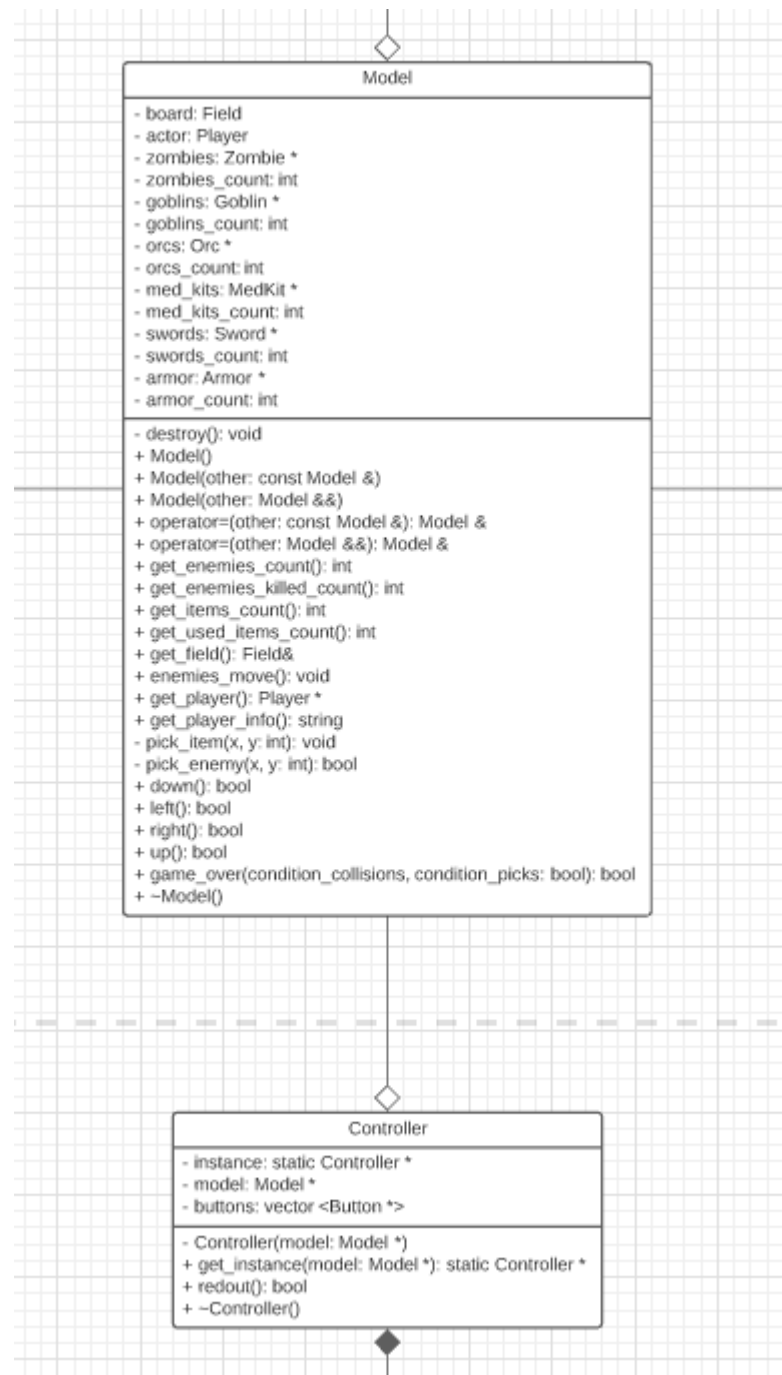 Model
- board: Field
- actor: Player
- zombies: Zombie *
- zombies_count: int
- goblins: Goblin *
- goblins_count: int
- orcs: Orc *
- orcs_count: int
- med_kits: MedKit *
- med_kits_count: int
- swords: Sword *
- swords_count: int
- armor: Armor *
- armor_count: int
- destroy(): void
+ Model()
+ Model(other: const Model &)
+ Model(other: Model &&)
+ operator=(other: const Model &): Model &
+ operator=(other: Model &&): Model &
+ get_enemies_count(): int
+ get_enemies_killed_count(): int
+ get_items_count(): int
+ get_used_items_count(): int
+ get_field(): Field&
+ enemies_move(): void
+ get_player(): Player *
+ get_player_info(): string
- pick_item(x, y: int): void
- pick_enemy(x, y: int): bool
+ down(): bool
+ left(): bool
+ right(): bool
+ up(): bool
+ game_over(condition_collisions, condition_picks: bool): bool
+ ~Model()
Controller
- instance: static Controller *
- model: Model *
- buttons: vector <Button *>
- Controller(model: Model *)
+ get_instance(model: Model *): static Controller *
+ redout(): bool
+ ~Controller()